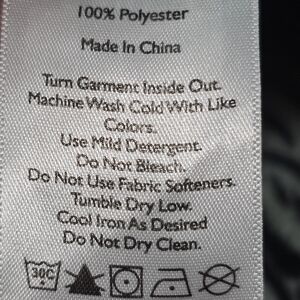 100% Polyester
Made In China
Turn Garment Inside Out.
Machine Wash Cold With Like
Colors.
Use Mild Detergent.
Do Not Bleach.
Do Not Use Fabric Softeners.
Tumble Dry Low.
Cool Iron As Desired
Do Not Dry Clean.
30C